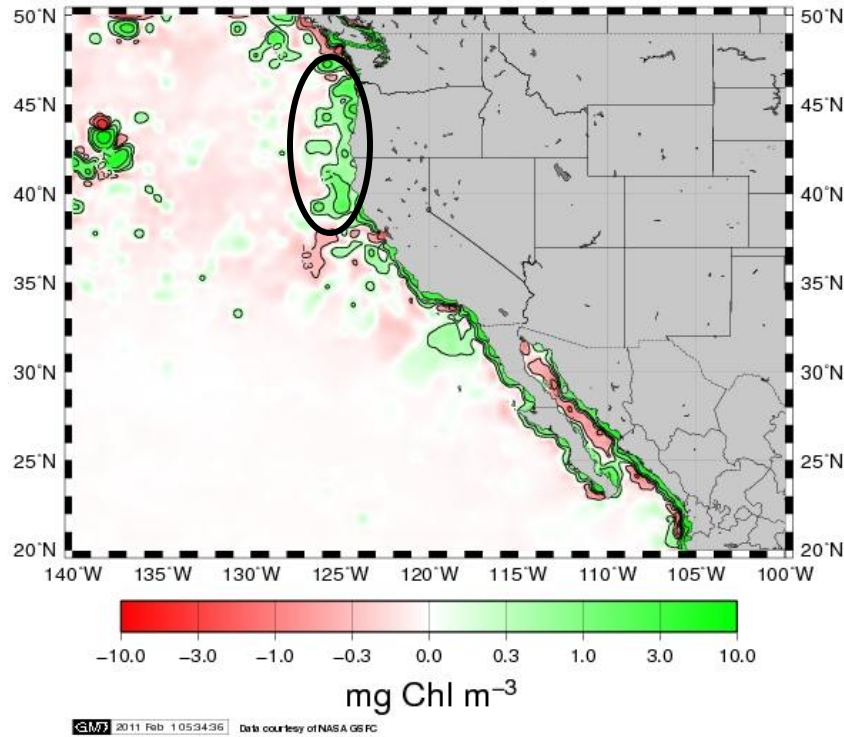 50°N 50°N
45°N 45°N
40°N 40°N
35°N 35°N
30°N 30°N
25°N 25°N
20°N 20°N
140°W 135°W 130°W 125°W 120°W 115°W 110°W 105°W 100°W
−10.0 −3.0 −1.0 −0.3 0.0 0.3 1.0 3.0 10.0
mg Chl m⁻³
GMT 2011 Feb 1 05:34:36 Data courtesy of NASA GSFC